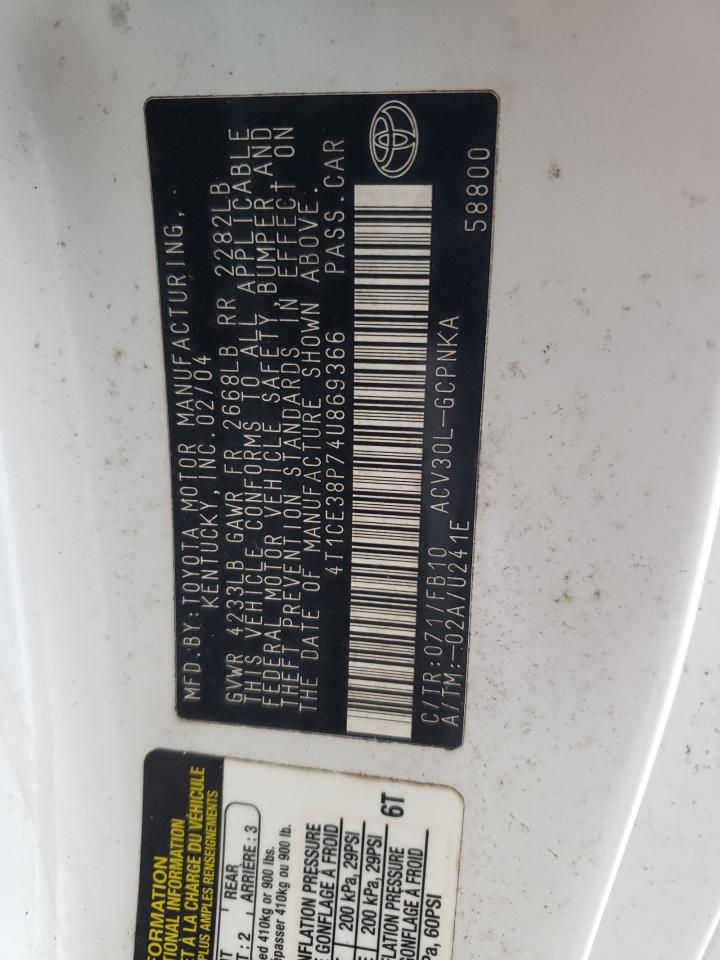 MFD.BY:TOYOTA MOTOR MANUFACTURING,
KENTUCKY, INC. 02/04
GVWR 4233LB GAWR FR 2668LB RR 2282LB
THIS VEHICLE CONFORMS TO ALL APPLICABLE
FEDERAL MOTOR VEHICLE SAFETY, BUMPER, AND
THEFT PREVENTION STANDARDS IN EFFECT ON
THE DATE OF MANUFACTURE SHOWN ABOVE.
4T1CE38P74U869366 PASS.CAR
C/TR:071/FB10 ACV30L-GCPNKA
A/TM:-02A/U241E 58800
ORMATION
TIONAL INFORMATION
ET À LA CHARGE DU VÉHICULE
PLUS AMPLES RENSEIGNEMENTS
NT REAR
T : 2 ARRIÈRE : 3
ed 410kg or 900 lbs.
épasser 410kg ou 900 lb.
FLATION PRESSURE
GONFLAGE À FROID
200 kPa, 29PSI
200 kPa, 29PSI
FLATION PRESSURE 6T
GONFLAGE À FROID
Pa, 60PSI